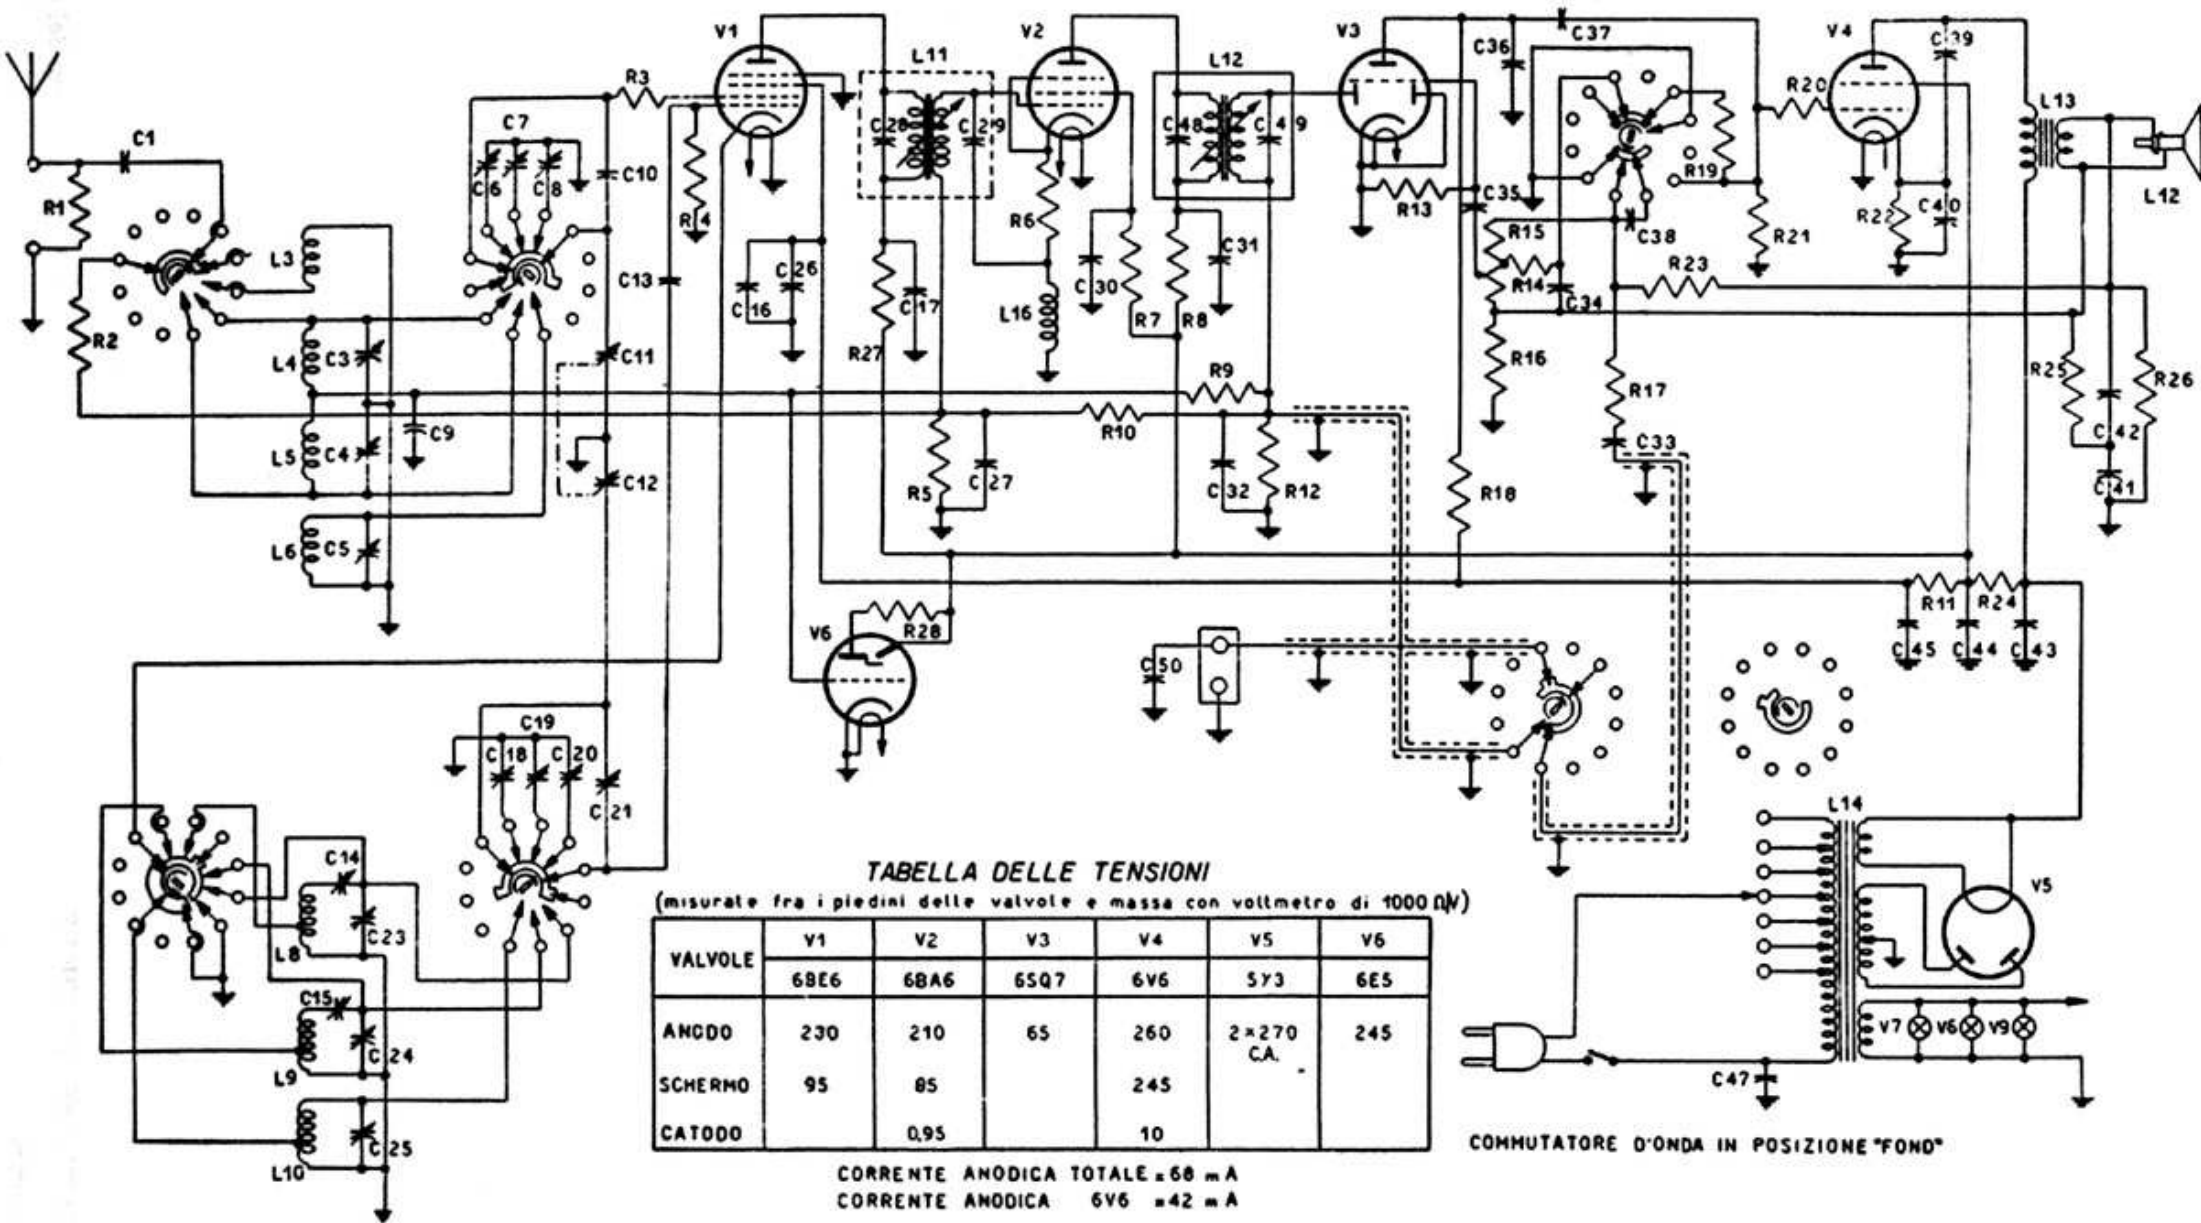 V1
V2
V3
V4
L11
L12
C36
C37
C39
C1
R3
C7
C6
C8
C10
R1
R4
C28
C29
C48
C49
R20
L13
L12
R6
R13
C35
R19
R22
C40
R15
C38
R21
L3
C13
C16
C26
C17
L16
C30
C31
R7
R8
R14
C34
R23
R2
L4
C3
C11
R27
R9
R16
R17
R25
R26
L5
C4
C9
R10
C33
C42
C12
R5
C27
C32
R12
R18
C41
L6
C5
V6
R28
R11
R24
C50
C45
C44
C43
C19
C18
C20
C21
L14
C14
C23
L8
V5
C15
C24
L9
C25
L10
V7
V6
V9
C47
TABELLA DELLE TENSIONI
(misurate fra i piedini delle valvole e massa con voltmetro di 1000 Ω/V)
VALVOLE V1 V2 V3 V4 V5 V6
6BE6 6BA6 6SQ7 6V6 5Y3 6E5
ANODO 230 210 65 260 2×270 C.A. 245
SCHERMO 95 85 245
CATODO 0,95 10
CORRENTE ANODICA TOTALE = 68 mA
CORRENTE ANODICA 6V6 = 42 mA
COMMUTATORE D'ONDA IN POSIZIONE "FOND"